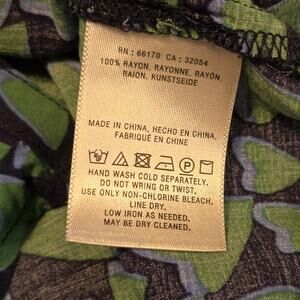 RN : 66170 CA : 32054
100% RAYON, RAYONNE, RAYÓN,
RAION, KUNSTSEIDE
MADE IN CHINA, HECHO EN CHINA,
FABRIQUÉ EN CHINE
HAND WASH COLD SEPARATELY.
DO NOT WRING OR TWIST.
USE ONLY NON-CHLORINE BLEACH.
LINE DRY.
LOW IRON AS NEEDED.
MAY BE DRY CLEANED.